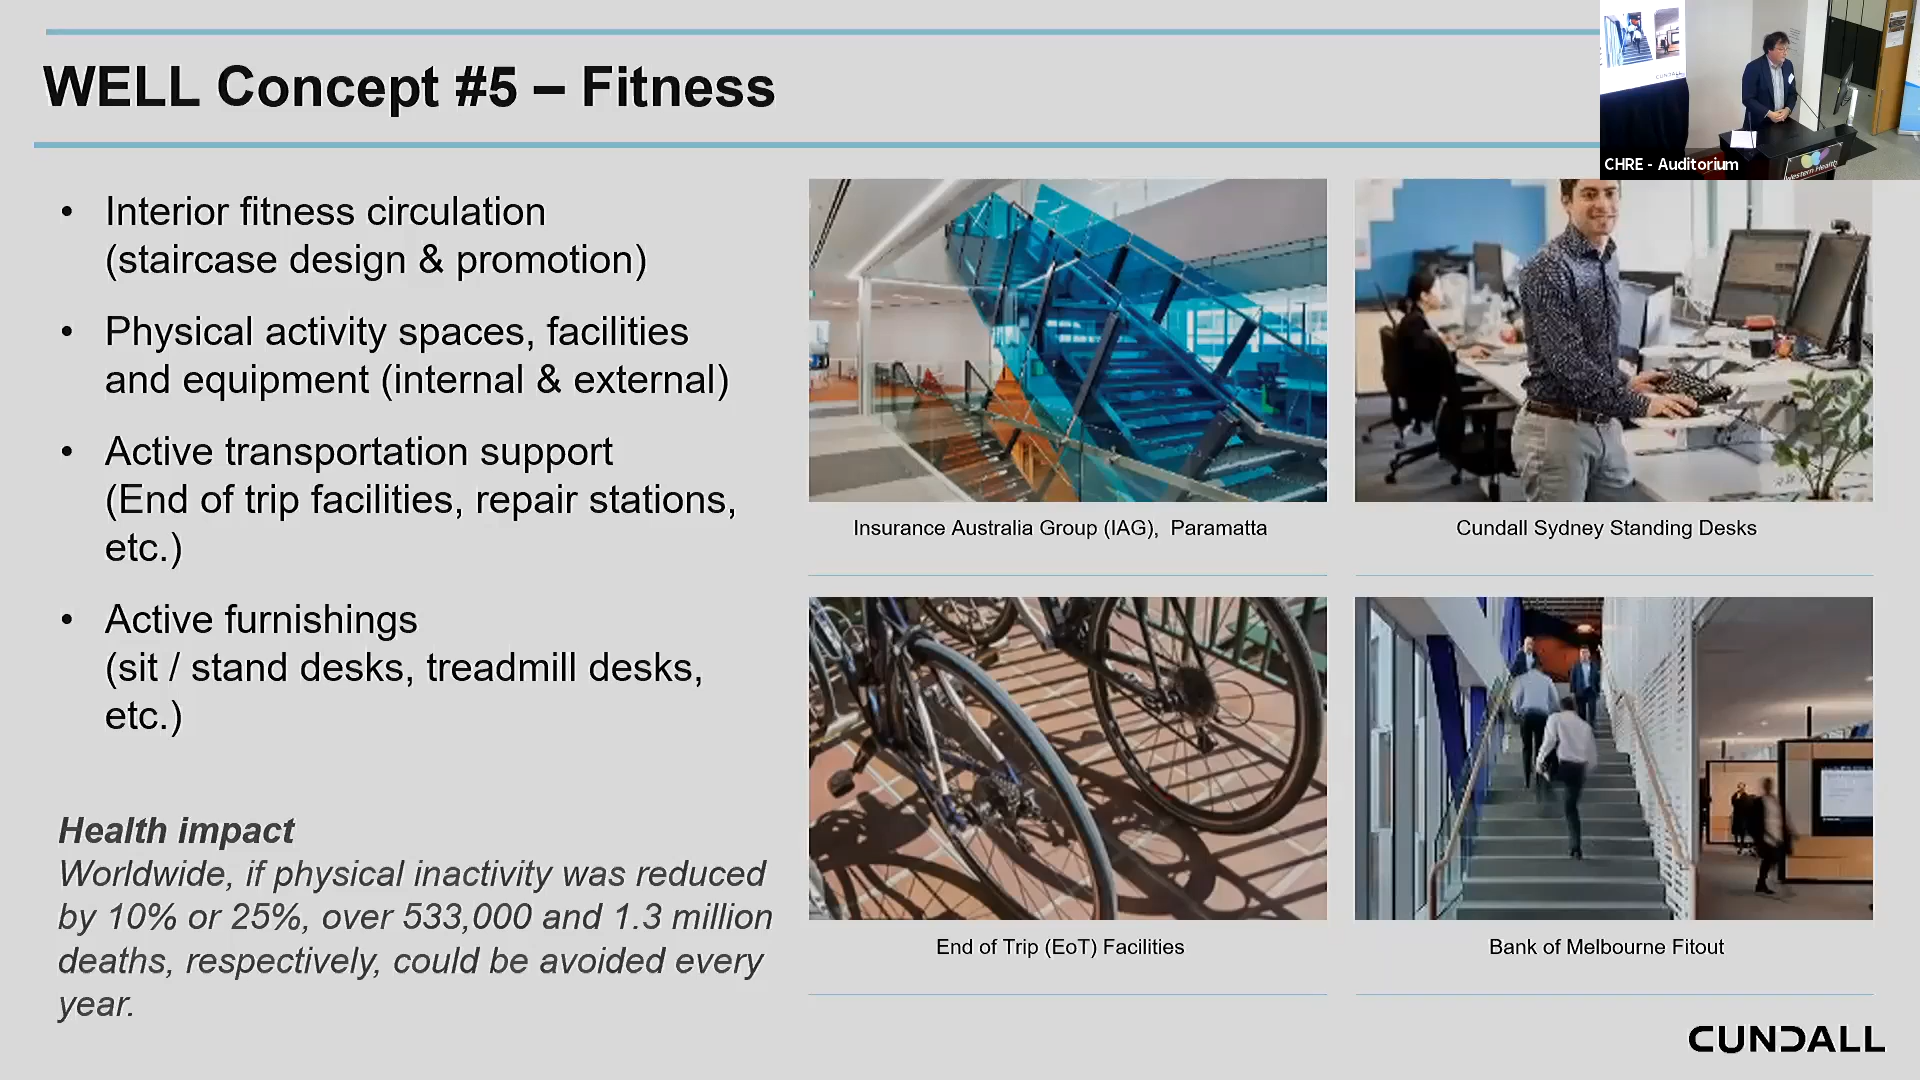 WELL Concept #5 – Fitness
CHRE - Auditorium
CUNDALL
Western Health
• Interior fitness circulation
(staircase design & promotion)
• Physical activity spaces, facilities
and equipment (internal & external)
• Active transportation support
(End of trip facilities, repair stations,
etc.)
• Active furnishings
(sit / stand desks, treadmill desks,
etc.)
Health impact
Worldwide, if physical inactivity was reduced
by 10% or 25%, over 533,000 and 1.3 million
deaths, respectively, could be avoided every
year.
Insurance Australia Group (IAG),  Paramatta
Cundall Sydney Standing Desks
End of Trip (EoT) Facilities
Bank of Melbourne Fitout
CUNDALL